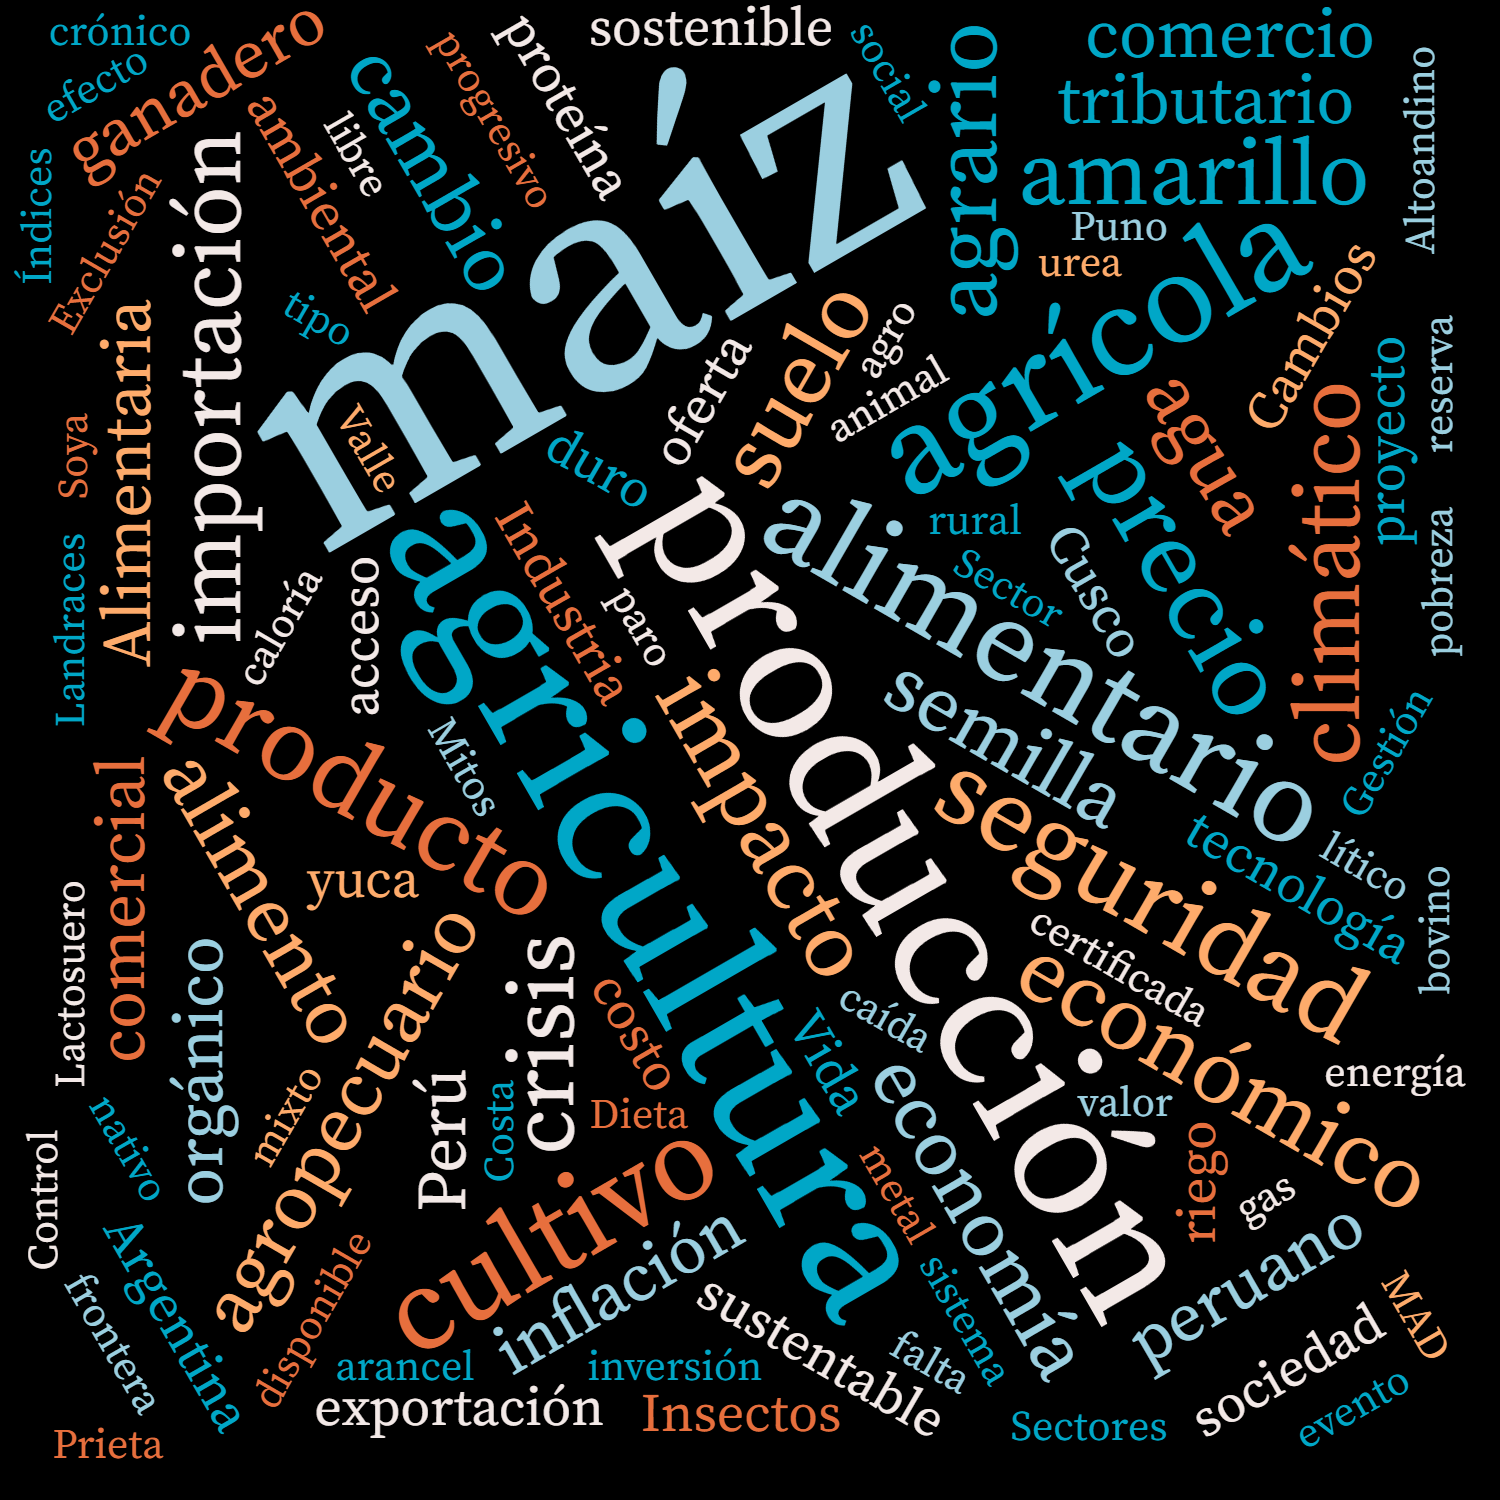 crónico
sostenible
comercio
efecto
ganadero
cambio
progresivo
proteína
social
tributario
Altoandino
ambiental
libre
maíz
agrario
amarillo
Índices
Exclusión
importación
Puno
urea
tipo
agrícola
Cambios
Alimentaria
suelo
agro
oferta
animal
Soya
Valle
duro
agua
climático
proyecto
reserva
precio
producción
alimentario
rural
Cusco
Sector
Landraces
caloría
acceso
Industria
paro
agricultura
pobreza
producto
impacto
semilla
Gestión
Mitos
comercial
alimento
seguridad
tecnología
lítico
yuca
bovino
Lactosuero
orgánico
agropecuario
crisis
costo
certificada
económico
caída
Vida
energía
mixto
Perú
Costa
Dieta
economía
valor
nativo
Control
cultivo
metal
riego
gas
Argentina
frontera
disponible
inflación
sistema
peruano
MAD
sustentable
falta
sociedad
arancel
inversión
exportación
Insectos
Sectores
evento
Prieta